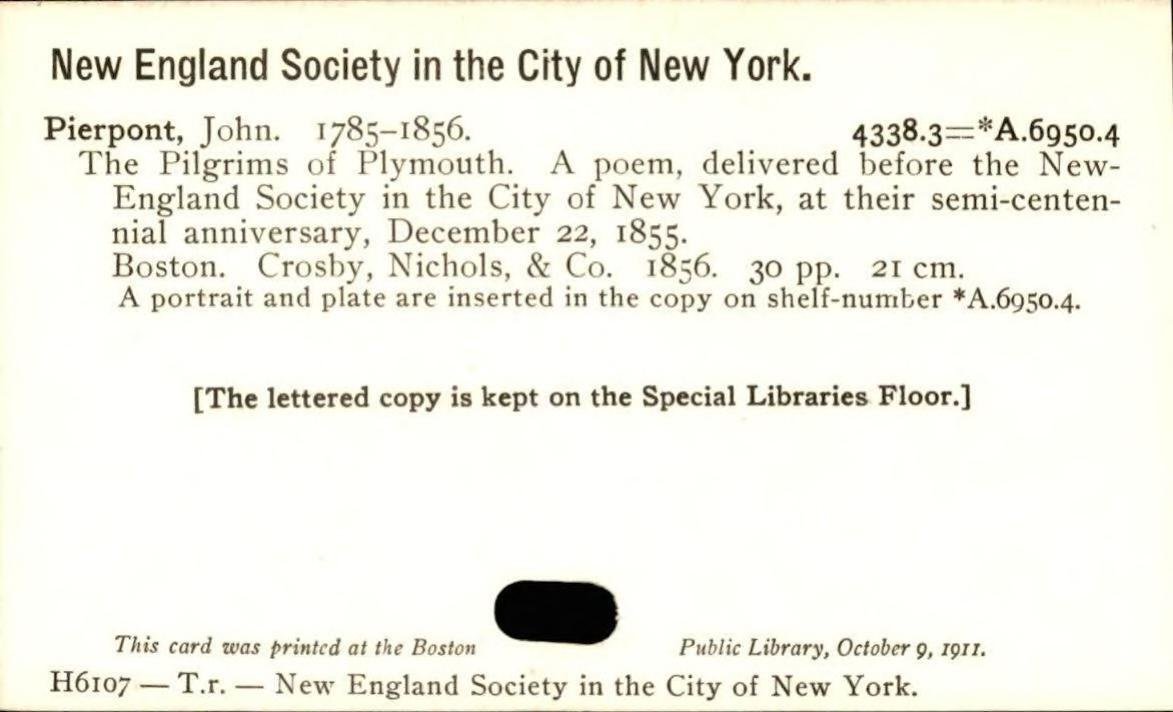 New England Society in the City of New York.
Pierpont, John. 1785–1856. 4338.3=*A.6950.4
The Pilgrims of Plymouth. A poem, delivered before the New-
England Society in the City of New York, at their semi-centen-
nial anniversary, December 22, 1855.
Boston. Crosby, Nichols, & Co. 1856. 30 pp. 21 cm.
A portrait and plate are inserted in the copy on shelf-number *A.6950.4.
[The lettered copy is kept on the Special Libraries Floor.]
This card was printed at the Boston Public Library, October 9, 1911.
H6107 — T.r. — New England Society in the City of New York.